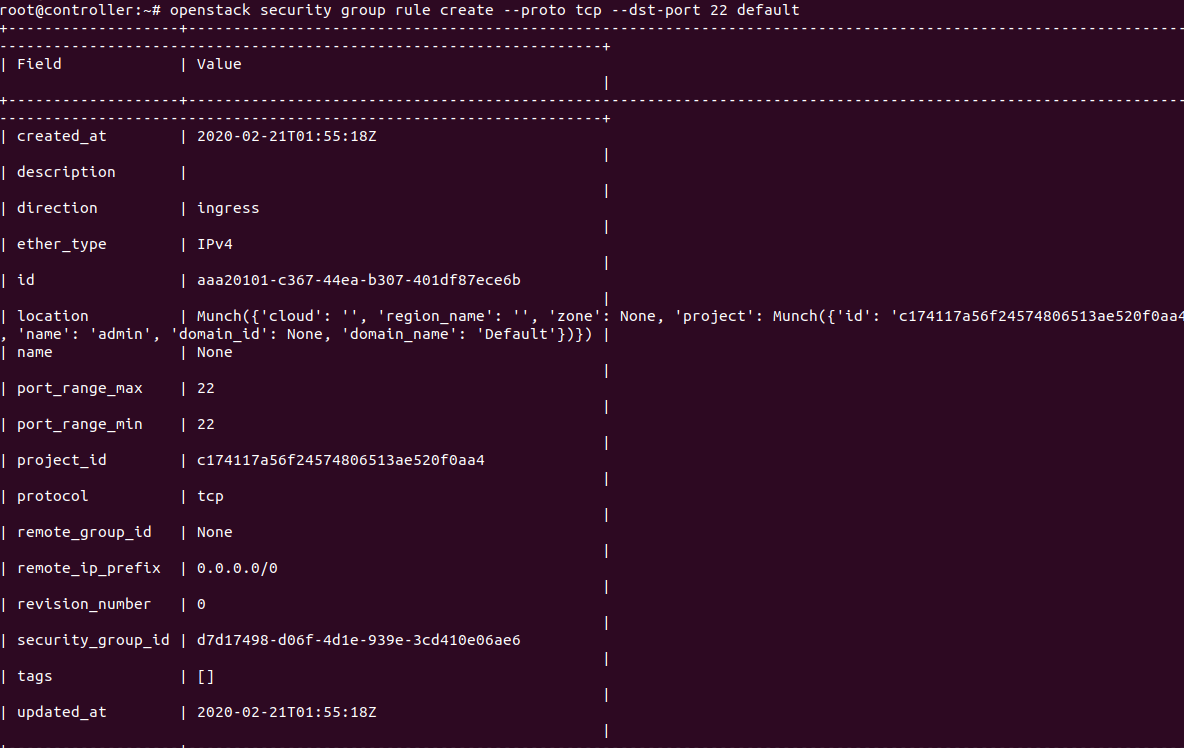 root@controller:~# openstack security group rule create --proto tcp --dst-port 22 default
+-------------------+---------------------------------------------------------------------------------------------------------------
-------------------------------------------------------------------+
| Field             | Value
                                                                   |
+-------------------+---------------------------------------------------------------------------------------------------------------
-------------------------------------------------------------------+
| created_at        | 2020-02-21T01:55:18Z
                                                                   |
| description       |
                                                                   |
| direction         | ingress
                                                                   |
| ether_type        | IPv4
                                                                   |
| id                | aaa20101-c367-44ea-b307-401df87ece6b
                                                                   |
| location          | Munch({'cloud': '', 'region_name': '', 'zone': None, 'project': Munch({'id': 'c174117a56f24574806513ae520f0aa4
, 'name': 'admin', 'domain_id': None, 'domain_name': 'Default'})}) |
| name              | None
                                                                   |
| port_range_max    | 22
                                                                   |
| port_range_min    | 22
                                                                   |
| project_id        | c174117a56f24574806513ae520f0aa4
                                                                   |
| protocol          | tcp
                                                                   |
| remote_group_id   | None
                                                                   |
| remote_ip_prefix  | 0.0.0.0/0
                                                                   |
| revision_number   | 0
                                                                   |
| security_group_id | d7d17498-d06f-4d1e-939e-3cd410e06ae6
                                                                   |
| tags              | []
                                                                   |
| updated_at        | 2020-02-21T01:55:18Z
                                                                   |